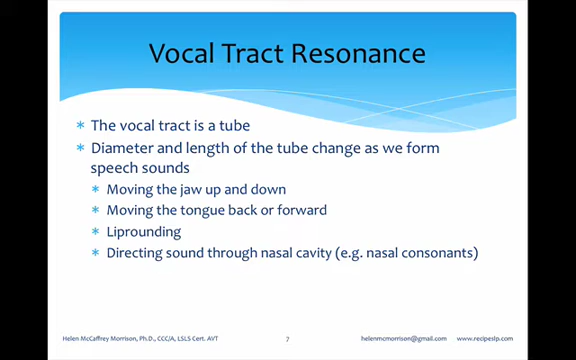 Vocal Tract Resonance
* The vocal tract is a tube
* Diameter and length of the tube change as we form
speech sounds
* Moving the jaw up and down
* Moving the tongue back or forward
* Liprounding
* Directing sound through nasal cavity (e.g. nasal consonants)
Helen McCaffrey Morrison, Ph.D., CCC/A, LSLS Cert. AVT 7 helenmcmorrison@gmail.com www.recipeslp.com